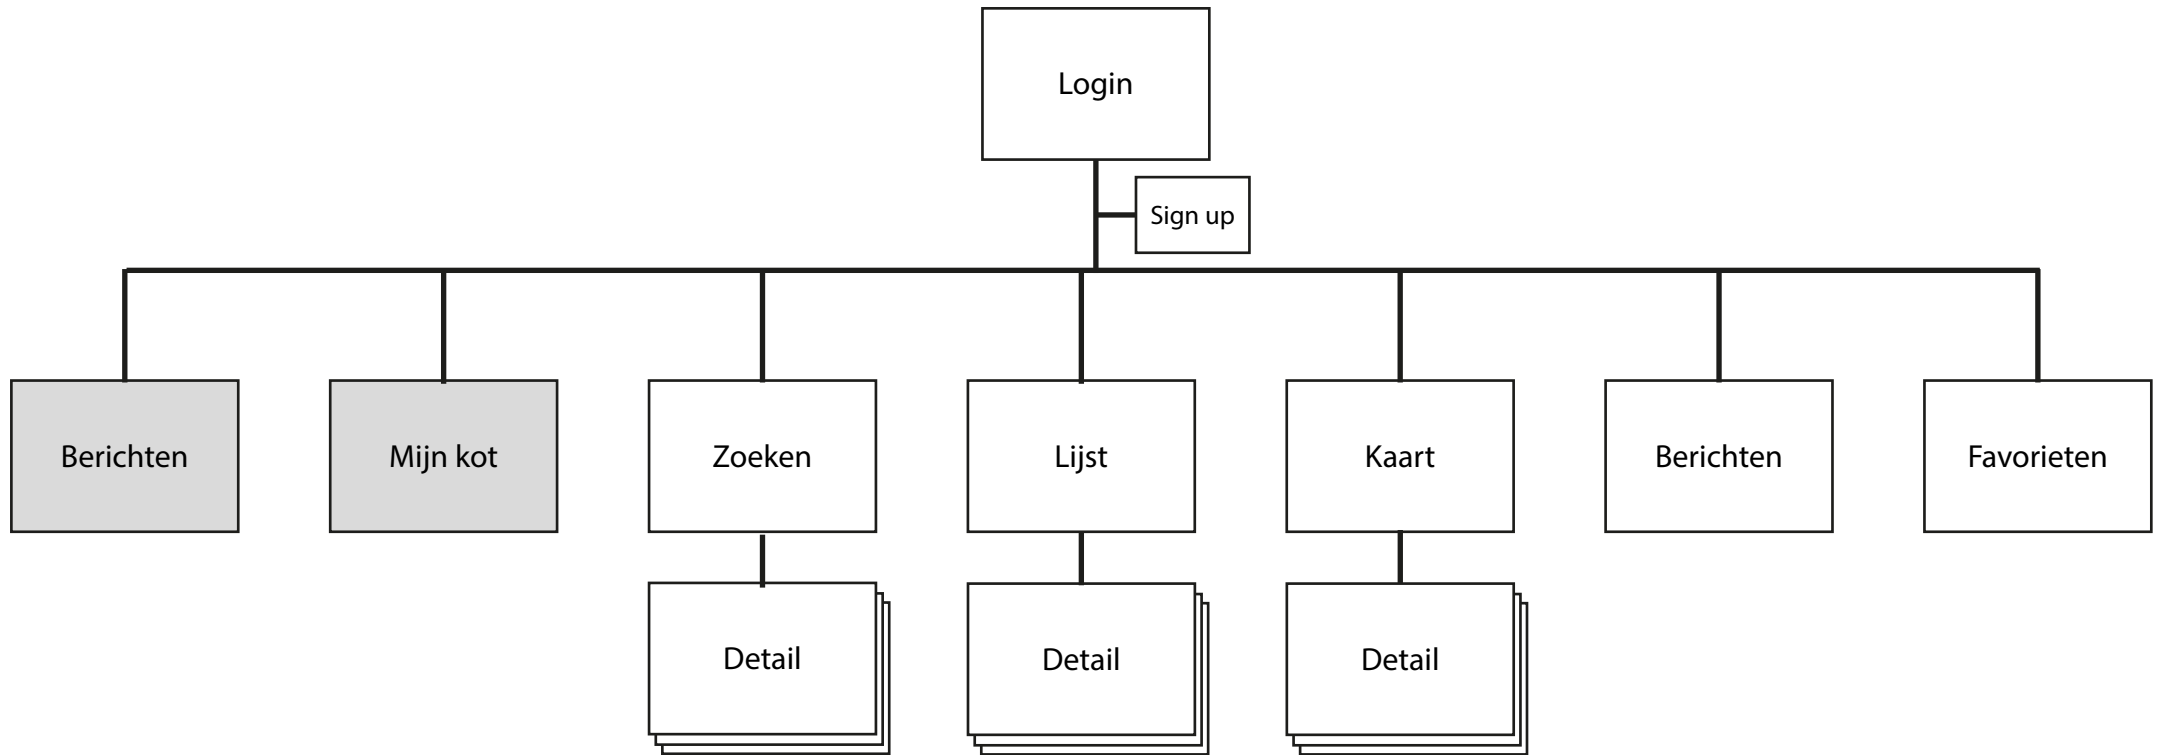 Login
Sign up
Berichten
Mijn kot
Zoeken
Lijst
Kaart
Berichten
Favorieten
Detail
Detail
Detail